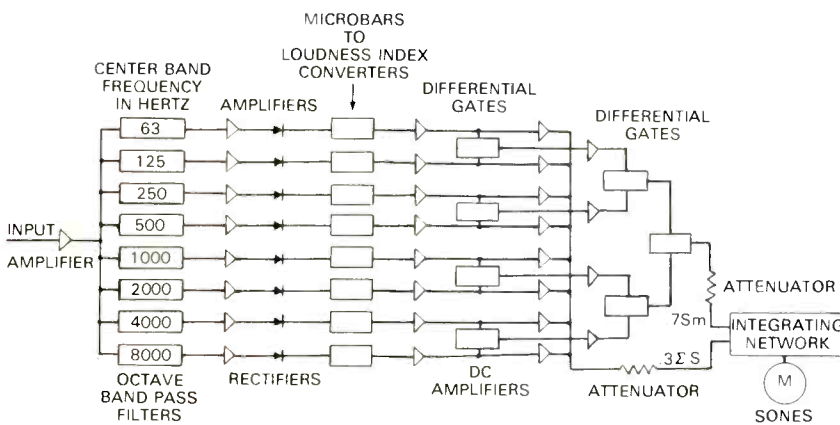 MICROBARS
TO
LOUDNESS INDEX
CONVERTERS
CENTER BAND
FREQUENCY
IN HERTZ
AMPLIFIERS
DIFFERENTIAL
GATES
DIFFERENTIAL
GATES
63
125
250
500
1000
2000
4000
8000
INPUT
AMPLIFIER
OCTAVE
BAND PASS
FILTERS
RECTIFIERS
DC
AMPLIFIERS
ATTENUATOR
.7Sm
.3ΣS
ATTENUATOR
INTEGRATING
NETWORK
M
SONES